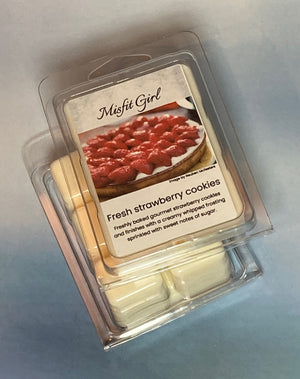 Misfit Girl
Fresh strawberry cookies
Freshly baked gourmet strawberry cookies
and finishes with a creamy whipped frosting
sprinkled with sweet notes of sugar.